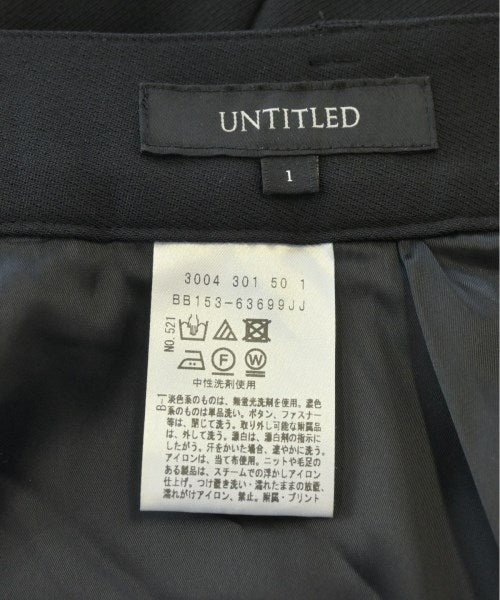 UNTITLED
1
3004 301 50 1
BB153-63699JJ
NO.521
F
W
中性洗剤使用
B-1
淡色系のものは、無蛍光洗剤を使用。濃色
系のものは単品洗い。ボタン、ファスナー
等は、閉じて洗う。取り外し可能な附属品
は、外して洗う。漂白は、漂白剤の指示に
したがう。汗をかいた場合、速やかに洗う。
アイロンは、当て布使用。ニットや毛足の
ある製品は、スチームでの浮かしアイロン
仕上げ。つけ置き洗い・濡れたままの放置、
濡れがけアイロン、禁止。附属・プリント